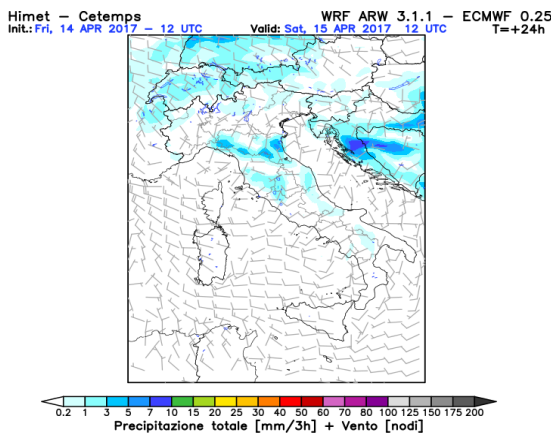 Himet – Cetemps WRF ARW 3.1.1 – ECMWF 0.25
Init.: Fri, 14 APR 2017 – 12 UTC Valid: Sat, 15 APR 2017 12 UTC T=+24h
0.2 1 3 5 7 10 15 20 25 30 40 50 60 70 80 90 100 125 150 175 200
Precipitazione totale [mm/3h] + Vento [nodi]